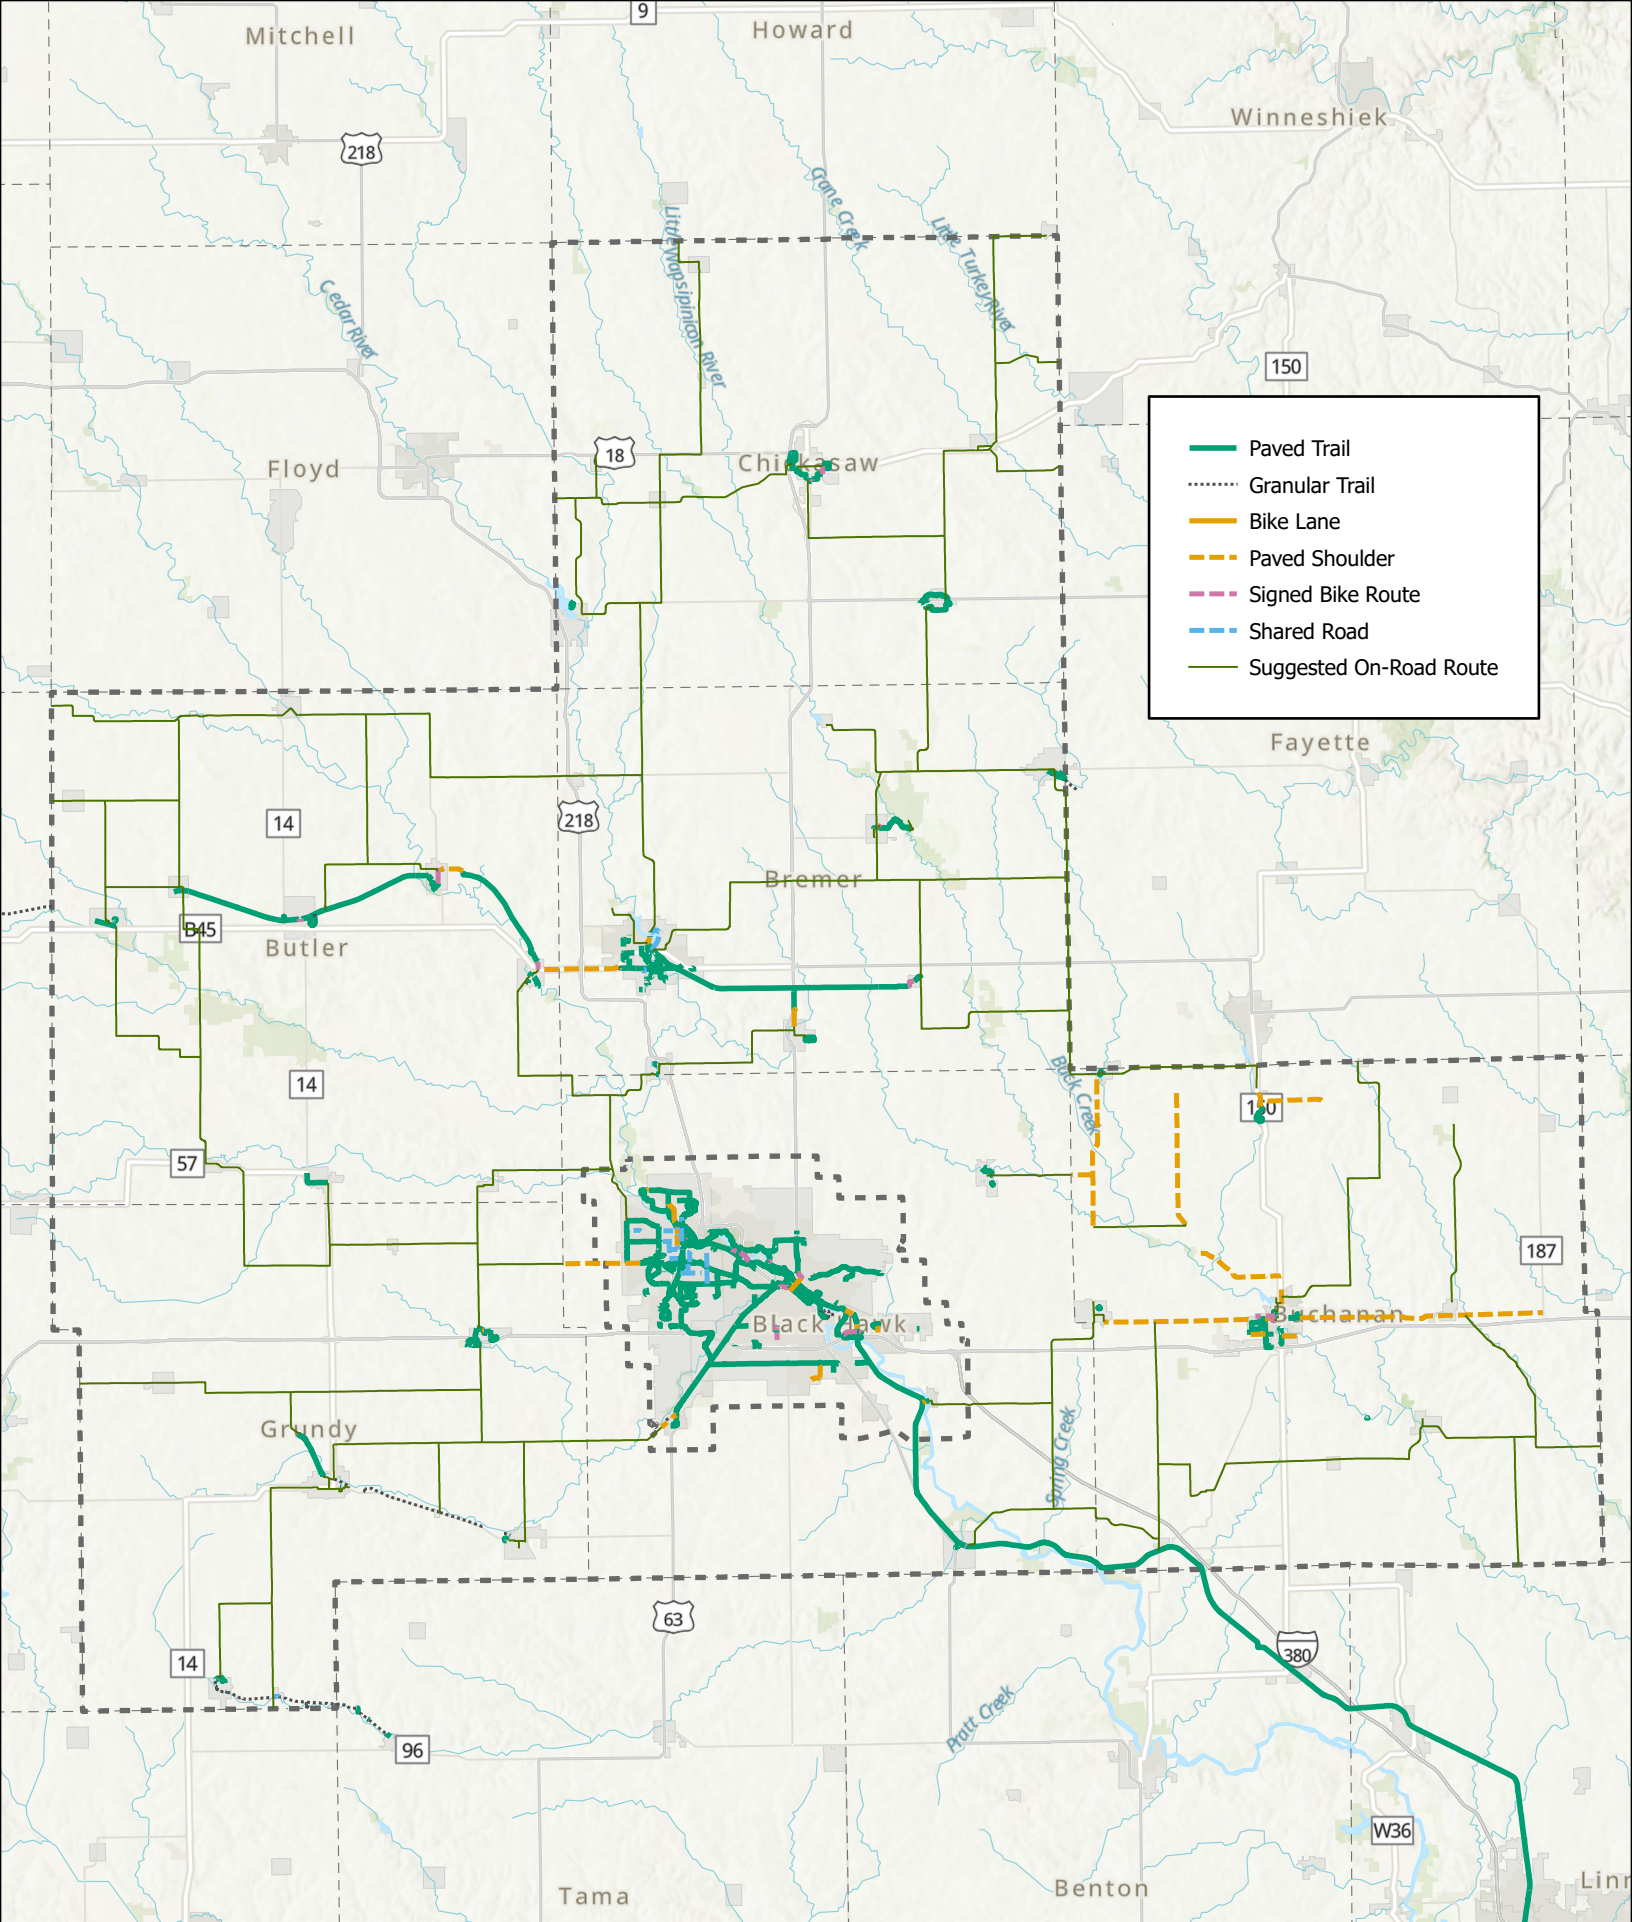 9
Howard
Mitchell
Winneshiek
218
Crane Creek
Little Wapsipinicon River
Little Turkey River
Cedar River
150
18
Chickasaw
Floyd
Paved Trail
Granular Trail
Bike Lane
Paved Shoulder
Signed Bike Route
Shared Road
Suggested On-Road Route
Fayette
14
218
Bremer
B45
Butler
Buck Creek
14
150
57
187
Buchanan
Black Hawk
Grundy
Spring Creek
63
380
14
Pratt Creek
96
W36
Benton
Tama
Linn